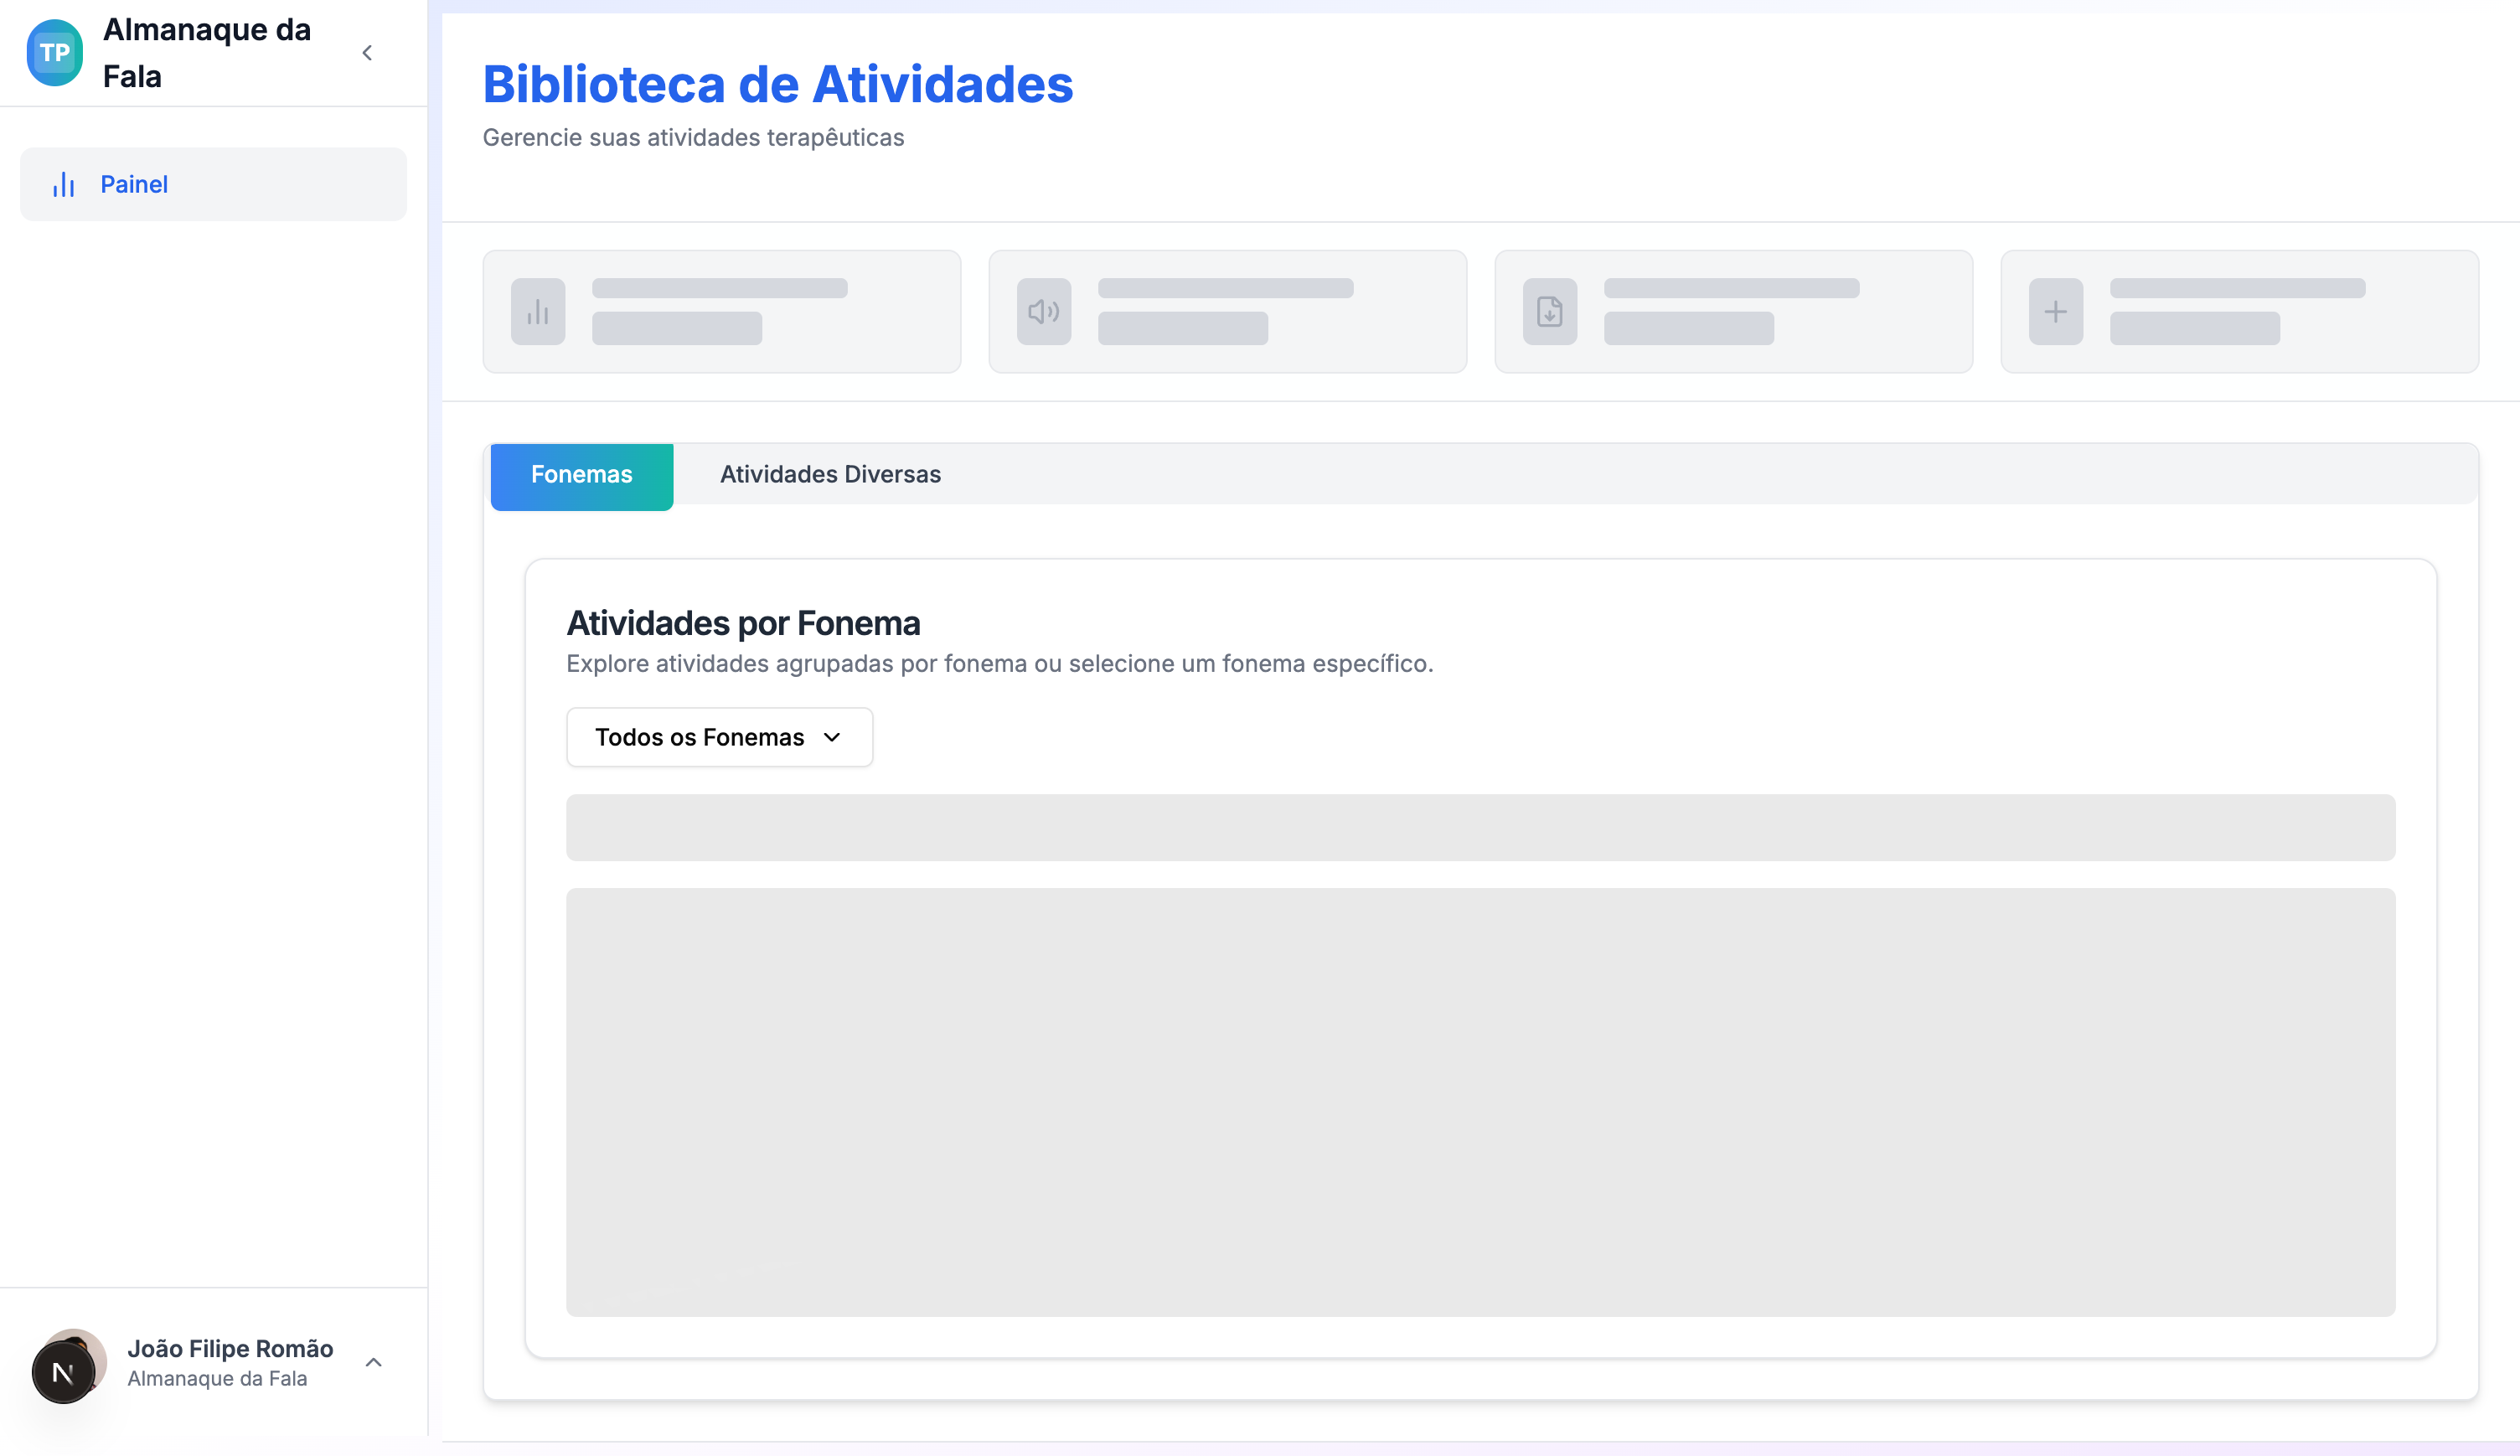 TP
Almanaque da
Fala
Painel
Biblioteca de Atividades
Gerencie suas atividades terapêuticas
Fonemas
Atividades Diversas
Atividades por Fonema
Explore atividades agrupadas por fonema ou selecione um fonema específico.
Todos os Fonemas
N
João Filipe Romão
Almanaque da Fala